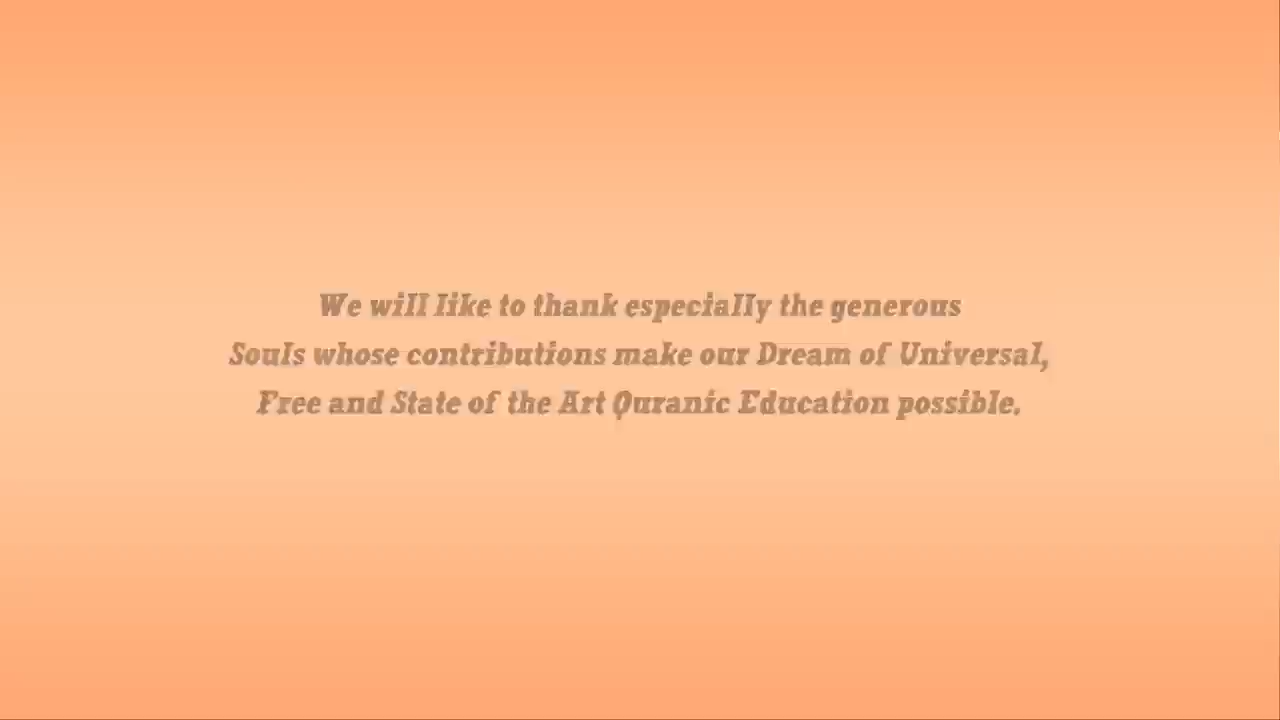 We will like to thank especially the generous
Souls whose contributions make our Dream of Universal,
Free and State of the Art Quranic Education possible.